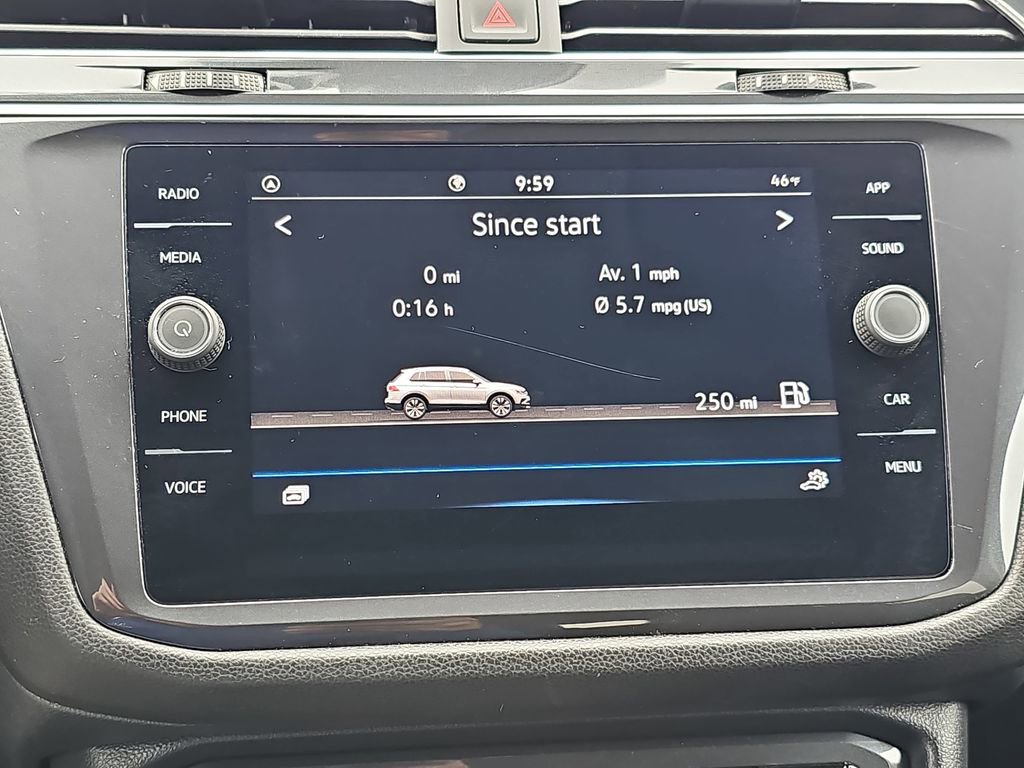 RADIO
MEDIA
PHONE
VOICE
9:59
46°F
< Since start >
0 mi
Av. 1 mph
0:16 h
Ø 5.7 mpg (US)
250 mi
APP
SOUND
CAR
MENU